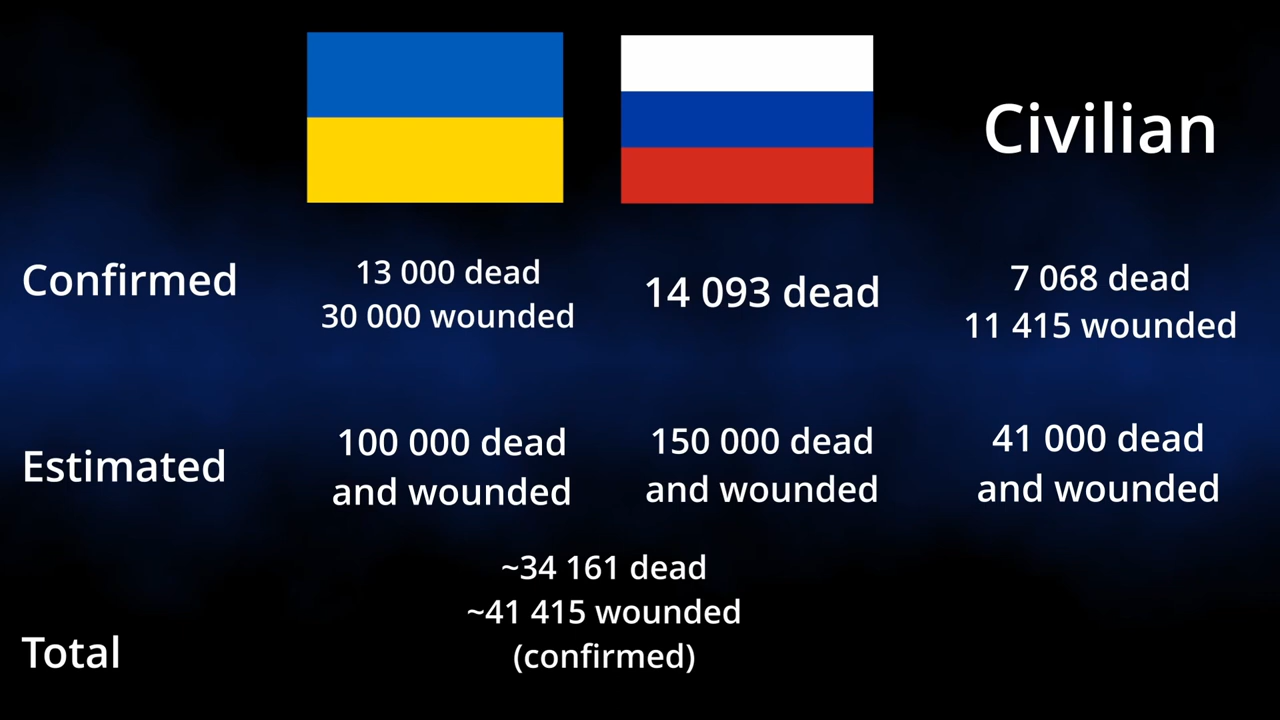 Civilian
Confirmed
13 000 dead
30 000 wounded
14 093 dead
7 068 dead
11 415 wounded
Estimated
100 000 dead
and wounded
150 000 dead
and wounded
41 000 dead
and wounded
Total
~34 161 dead
~41 415 wounded
(confirmed)